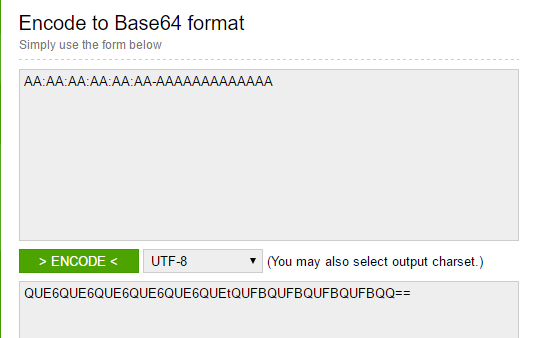 Encode to Base64 format
Simply use the form below
AA:AA:AA:AA:AA:AA-AAAAAAAAAAAAA
> ENCODE < UTF-8 (You may also select output charset.)
QUE6QUE6QUE6QUE6QUE6QUEtQUFBQUFBQUFBQUFBQQ==